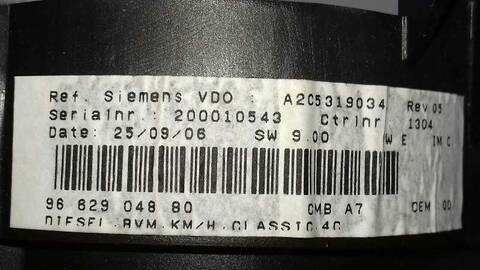 Ref. Siemens VDO : A2C5319034 Rev 05
Serialnr.: 200010543 Ctrlnr 1304
Date: 25/09/06 SW 9.00 W E IM C
96 629 048 80 CMB A7 OEM 00
DIESEL.BVM.KM/H.CLASSIC.4C